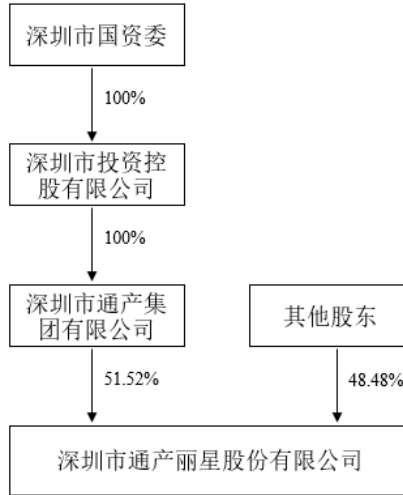 深圳市国资委
100%
深圳市投资控
股有限公司
100%
深圳市通产集
团有限公司
其他股东
51.52%
48.48%
深圳市通产丽星股份有限公司